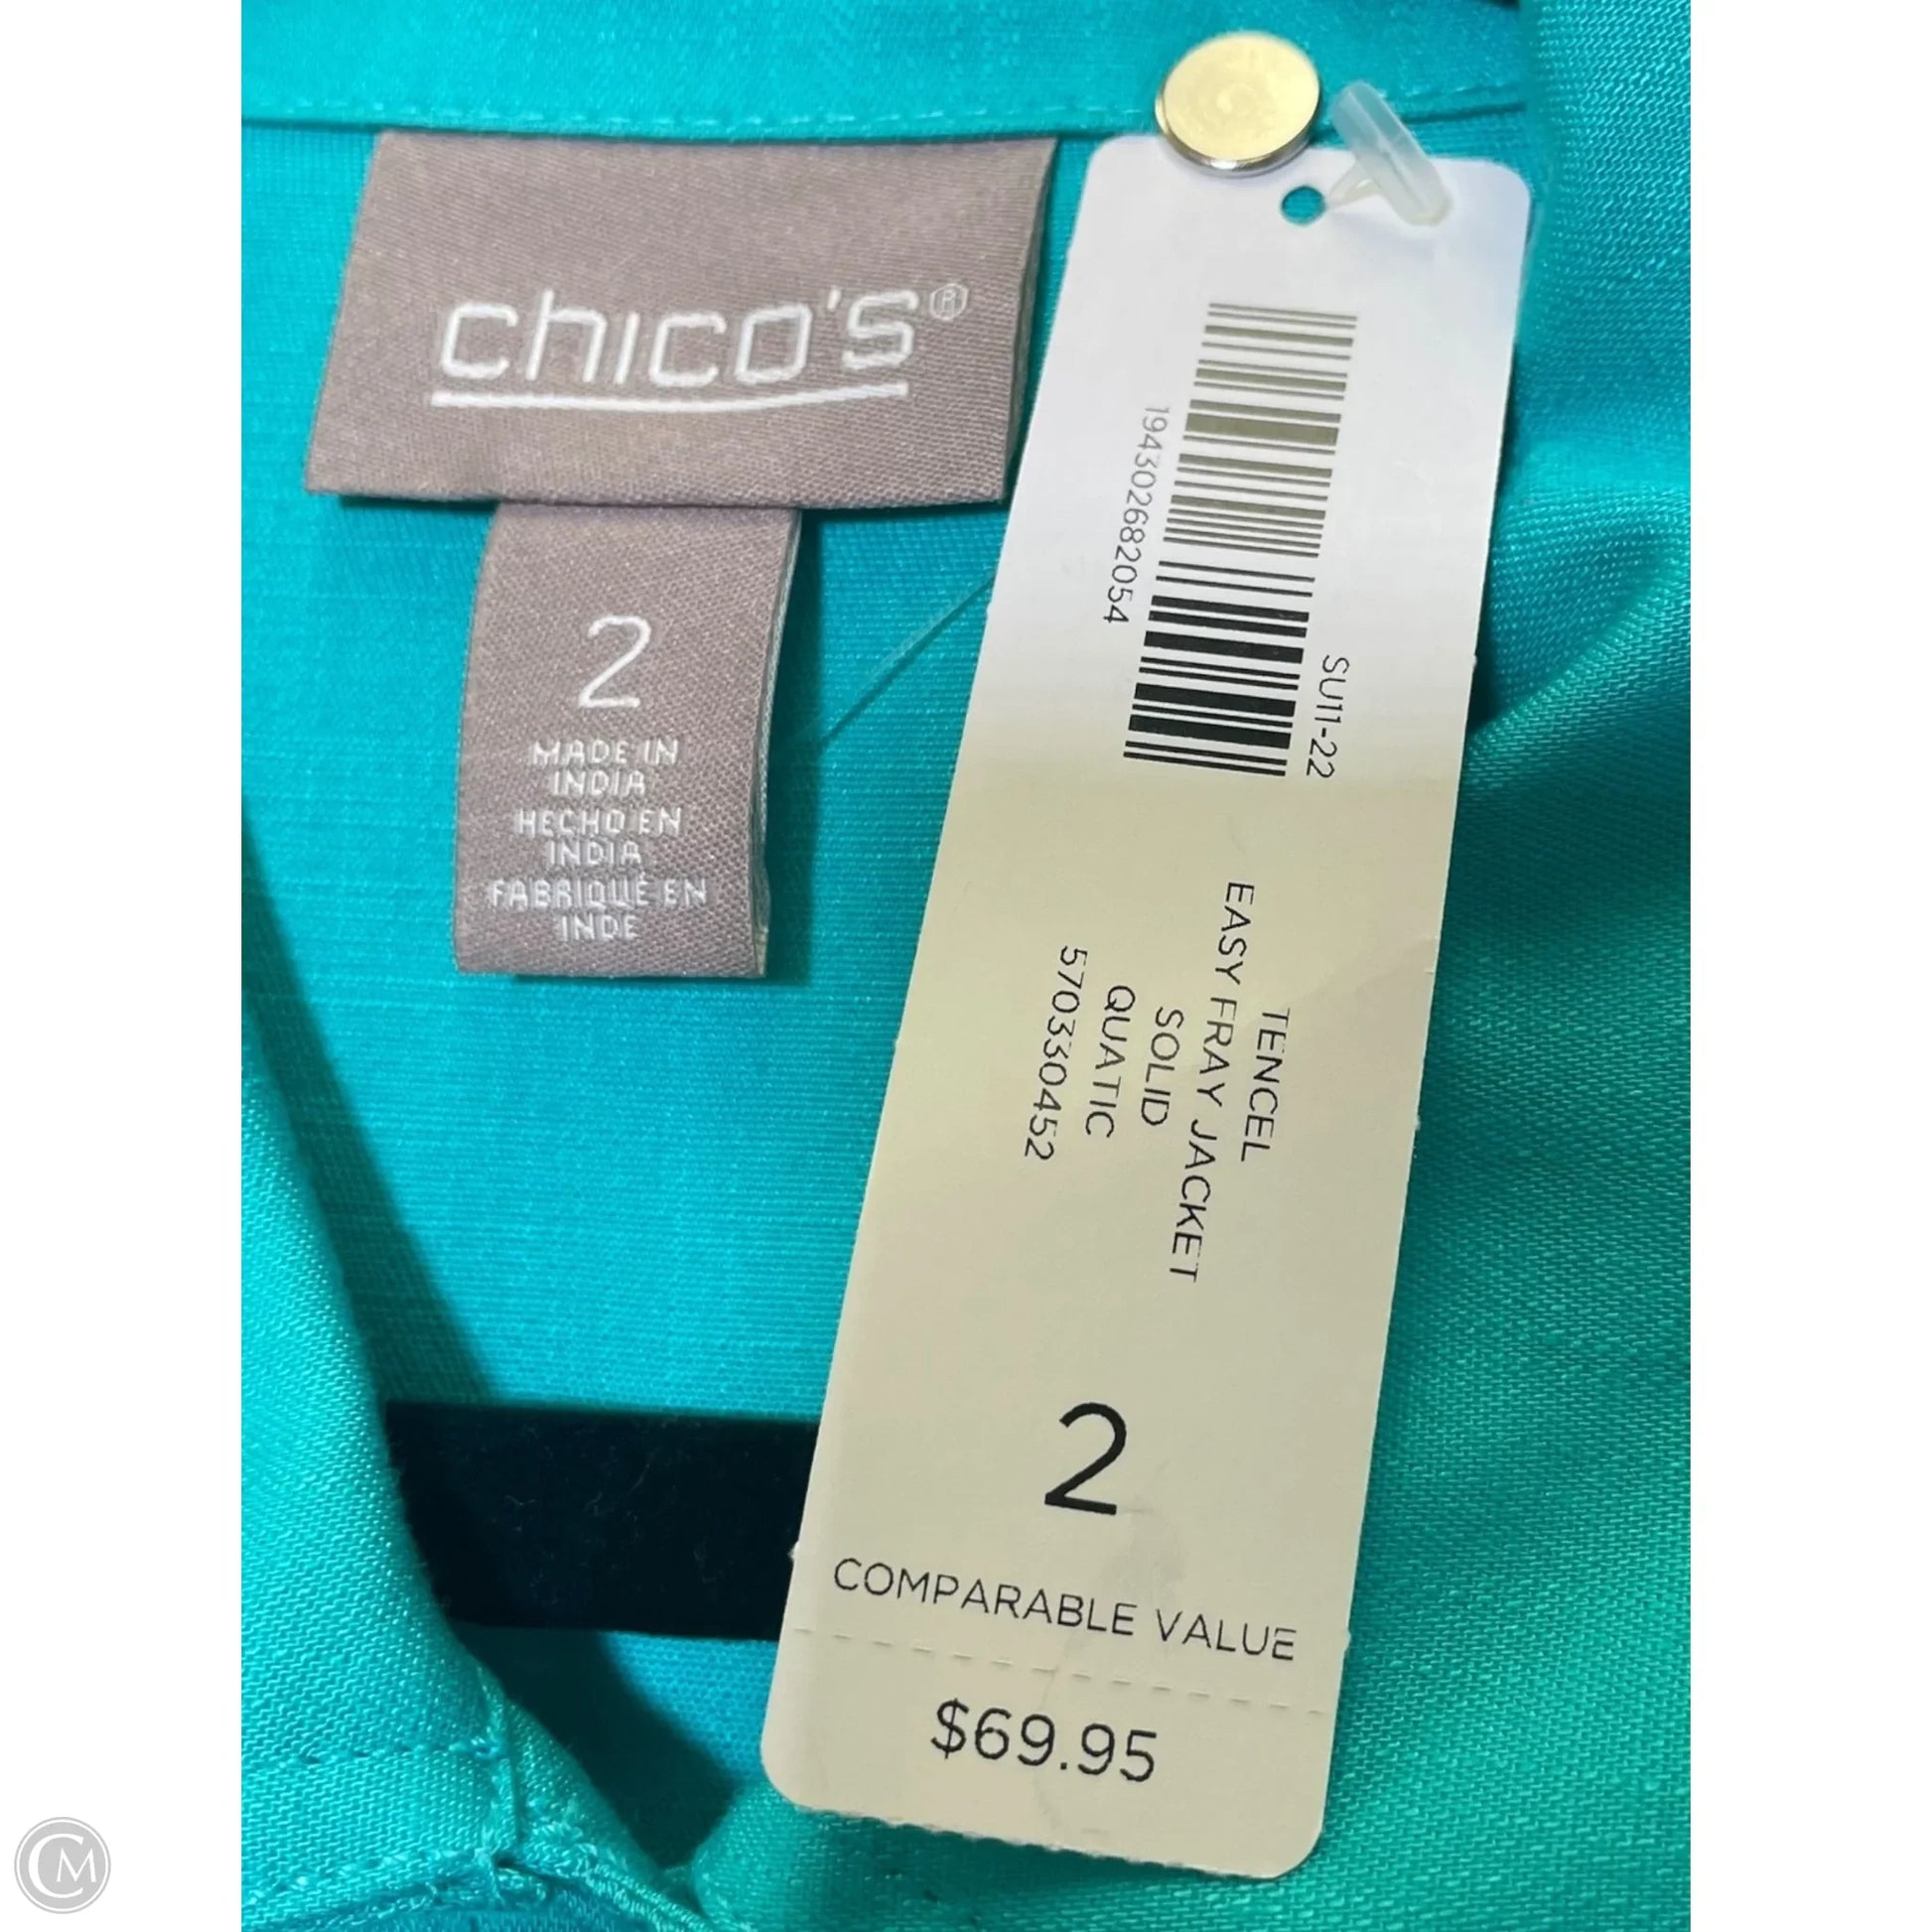 chico's®
2
MADE IN
INDIA
HECHO EN
INDIA
FABRIQUÉ EN
INDE
194302682054
SU11-22
TENCEL
EASY FRAY JACKET
SOLID
QUATIC
570330452
2
COMPARABLE VALUE
$69.95
CM